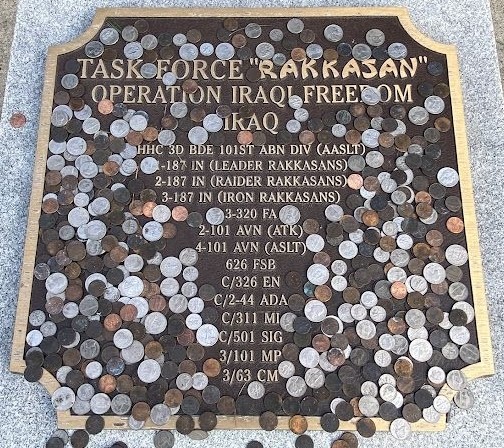 TASK FORCE "RAKKASAN"
OPERATION IRAQI FREEDOM
IRAQ
HHC 3D BDE 101ST ABN DIV (AASLT)
1-187 IN (LEADER RAKKASANS)
2-187 IN (RAIDER RAKKASANS)
3-187 IN (IRON RAKKASANS)
3-320 FA
2-101 AVN (ATK)
4-101 AVN (ASLT)
626 FSB
C/326 EN
C/2-44 ADA
C/311 MI
C/501 SIG
3/101 MP
3/63 CM